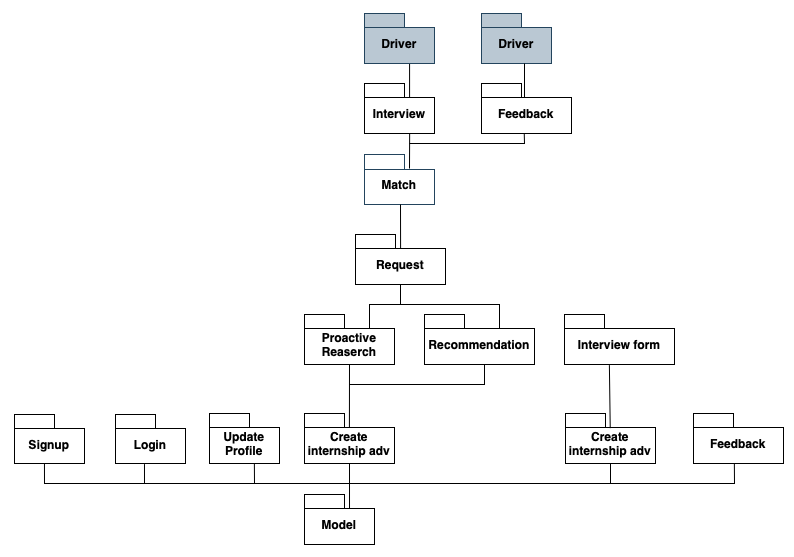 Driver
Driver
Interview
Feedback
Match
Request
Proactive
Reaserch
Recommendation
Interview form
Signup
Login
Update
Profile
Create
internship adv
Create
internship adv
Feedback
Model